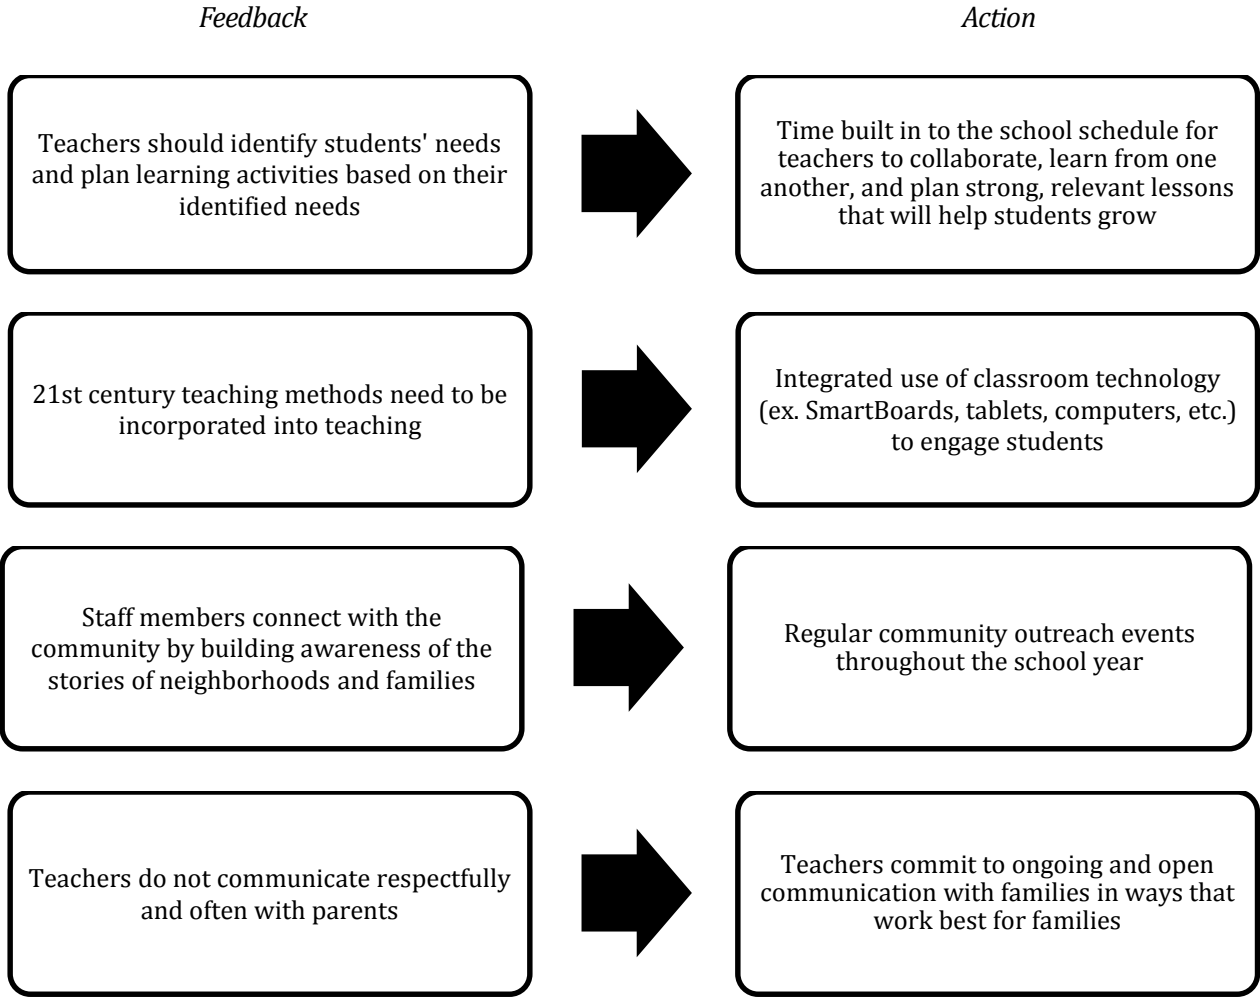 Feedback
Action
Teachers should identify students' needs
and plan learning activities based on their
identified needs
Time built in to the school schedule for
teachers to collaborate, learn from one
another, and plan strong, relevant lessons
that will help students grow
21st century teaching methods need to be
incorporated into teaching
Integrated use of classroom technology
(ex. SmartBoards, tablets, computers, etc.)
to engage students
Staff members connect with the
community by building awareness of the
stories of neighborhoods and families
Regular community outreach events
throughout the school year
Teachers do not communicate respectfully
and often with parents
Teachers commit to ongoing and open
communication with families in ways that
work best for families